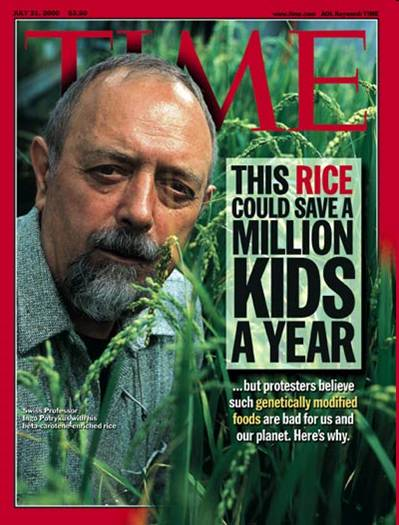 JULY 31, 2000 $3.50
www.time.com AOL Keyword: TIME
TIME
THIS RICE
COULD SAVE A
MILLION
KIDS
A YEAR
...but protesters believe
such genetically modified
foods are bad for us and
our planet. Here's why.
Swiss Professor
Ingo Potrykus with his
beta-carotene-enriched rice